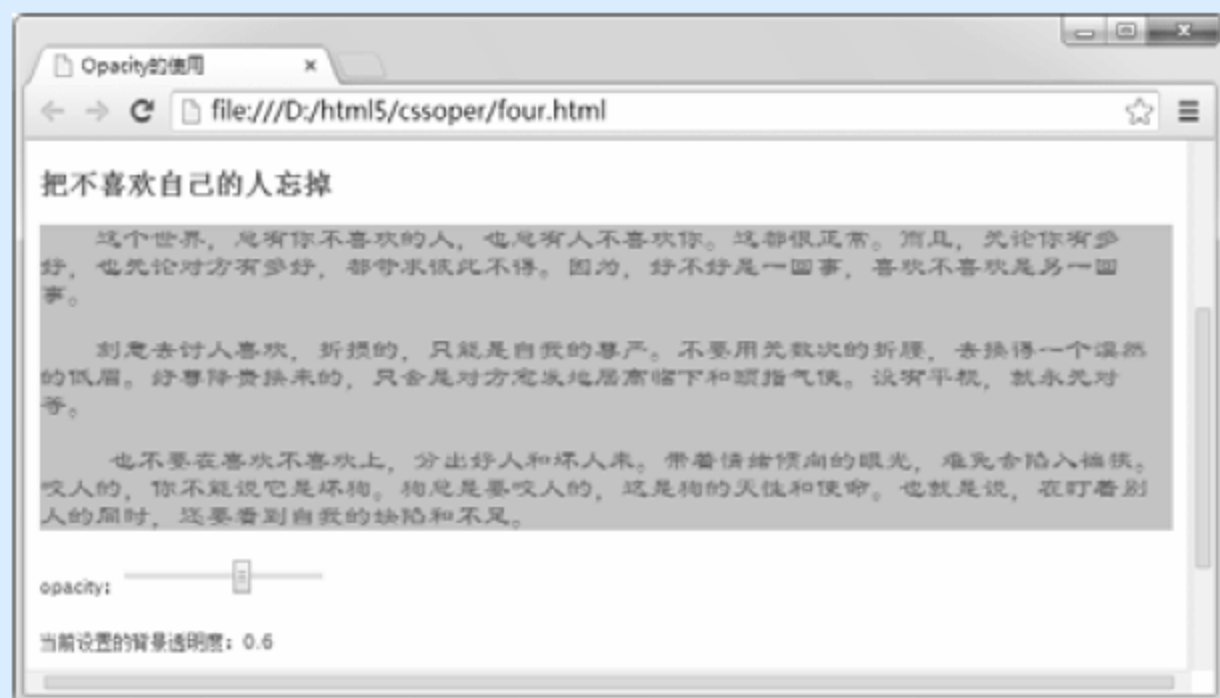 Opacity的使用
file:///D:/html5/cssoper/four.html
把不喜欢自己的人忘掉
这个世界，总有你不喜欢的人，也总有人不喜欢你。这都很正常。而且，无论你有多
好，也无论对方有多好，都苛求彼此不得。因为，好不好是一回事，喜欢不喜欢是另一回
事。
刻意去讨人喜欢，折损的，只能是自我的尊严。不要用无数次的折腰，去换得一个漠然
的低眉。纡尊降贵换来的，只会是对方愈发地居高临下和颐指气使。没有平视，就永无对
等。
也不要在喜欢不喜欢上，分出好人和坏人来。带着情绪倾向的眼光，难免会陷入褊狭。
咬人的，你不能说它是坏狗。狗总是要咬人的，这是狗的天性和使命。也就是说，在盯着别
人的同时，还要看到自我的缺陷和不足。
opacity:
当前设置的背景透明度：0.6